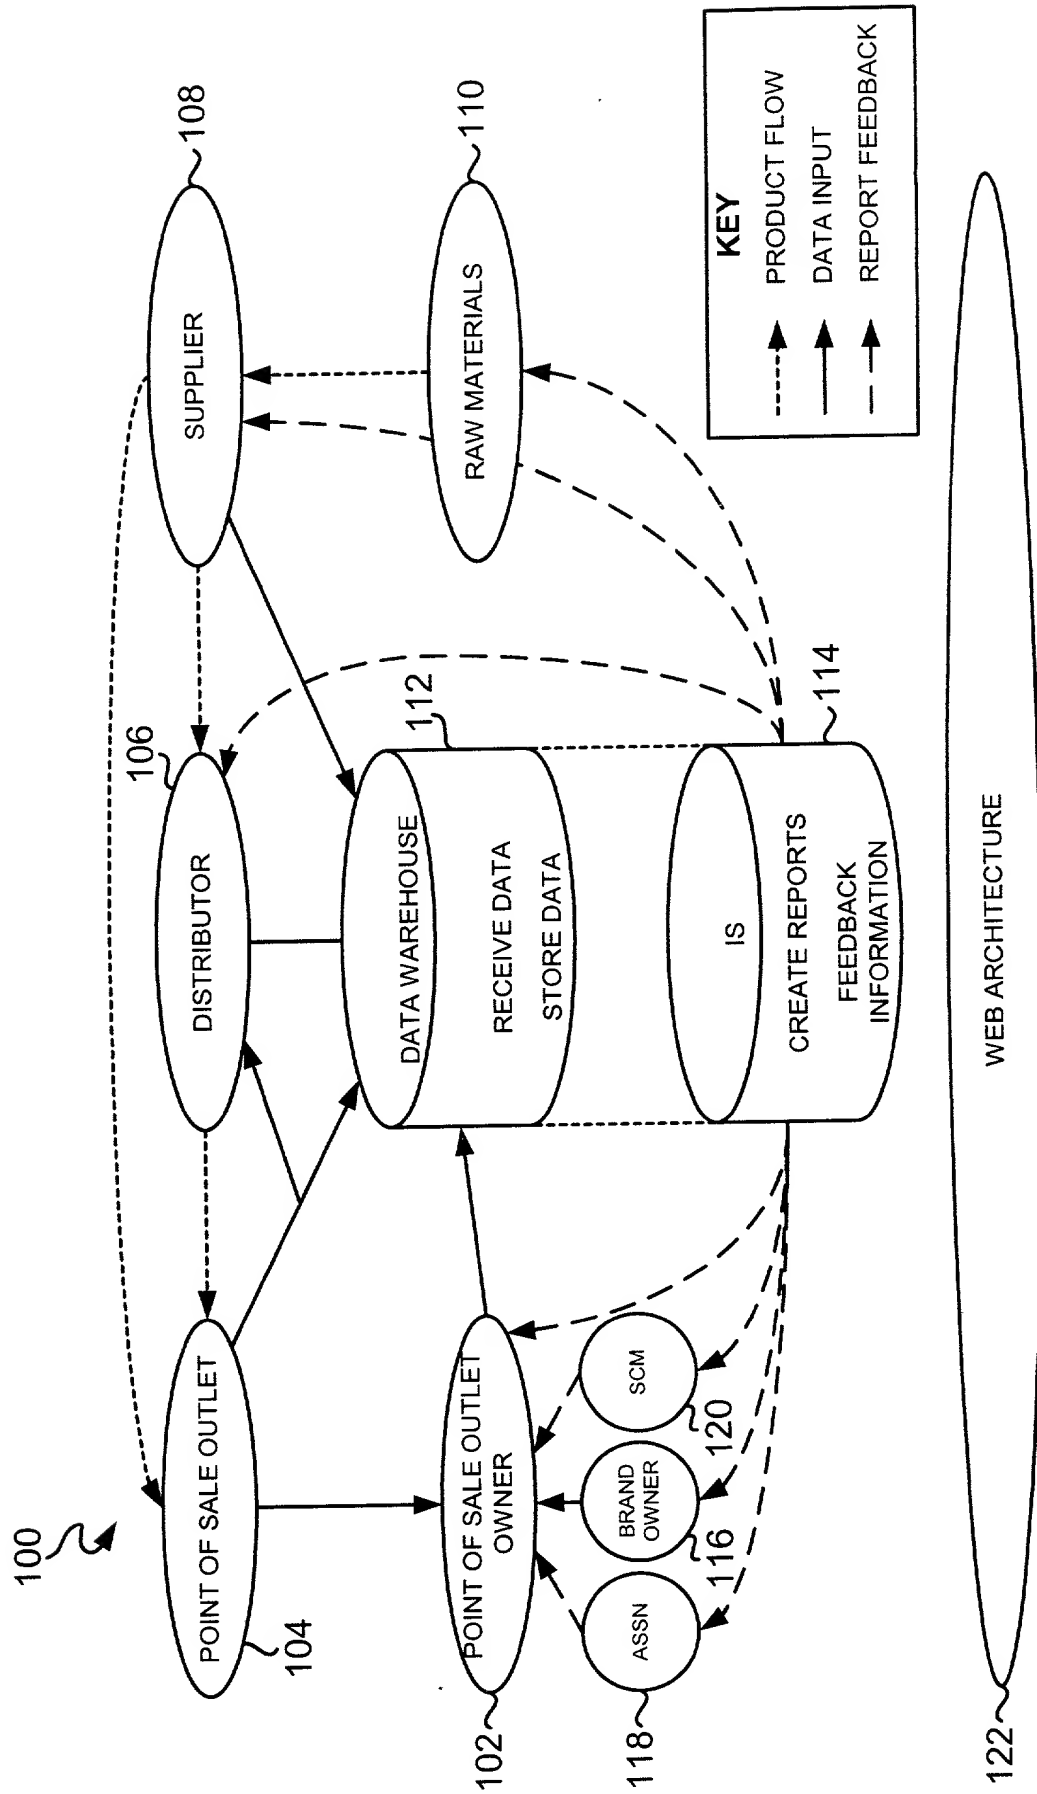 100
POINT OF SALE OUTLET
104
DISTRIBUTOR
106
SUPPLIER
108
POINT OF SALE OUTLET
OWNER
102
DATA WAREHOUSE
RECEIVE DATA
STORE DATA
112
RAW MATERIALS
110
ASSN
118
BRAND
OWNER
116
SCM
120
IS
CREATE REPORTS
FEEDBACK
INFORMATION
114
KEY
PRODUCT FLOW
DATA INPUT
REPORT FEEDBACK
WEB ARCHITECTURE
122